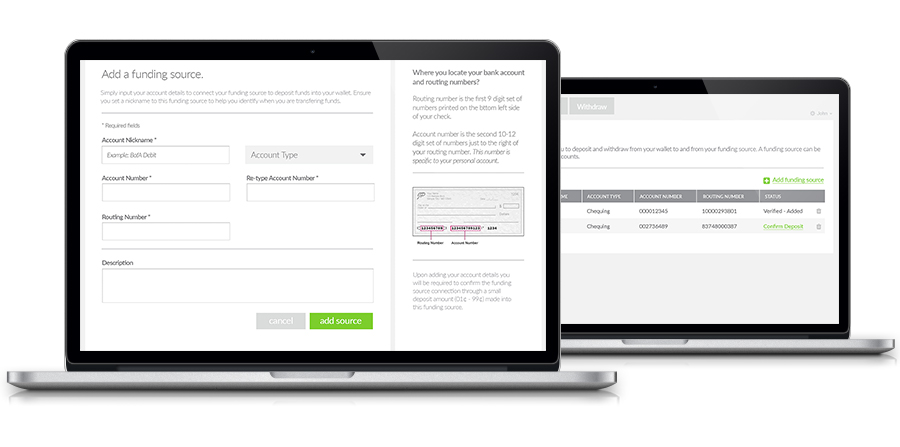 Add a funding source.
Simply input your account details to connect your funding source to deposit funds into your wallet. Ensure
you set a nickname to this funding source to help you identify when you are transfering funds.
* Required fields
Account Nickname *
Example: BofA Debit
Account Type
Account Number *
Re-type Account Number *
Routing Number *
Description
cancel
add source
Where you locate your bank account
and routing numbers?
Routing number is the first 9 digit set of
numbers printed on the bttom left side
of your check.
Account number is the second 10-12
digit set of numbers just to the right of
your routing number. This number is
specific to your personal account.
123456789
123456789123
1234
Routing Number
Account Number
Upon adding your account details you
will be required to confirm the funding
source connection through a small
deposit amount (01¢ - 99¢) made into
this funding source.
Withdraw
John
u to deposit and withdraw from your wallet to and from your funding source. A funding source can be
counts.
Add funding source
ME ACCOUNT TYPE ACCOUNT NUMBER ROUTING NUMBER STATUS
Chequing 000012345 10000293801 Verified - Added
Chequing 002736489 83748000387 Confirm Deposit